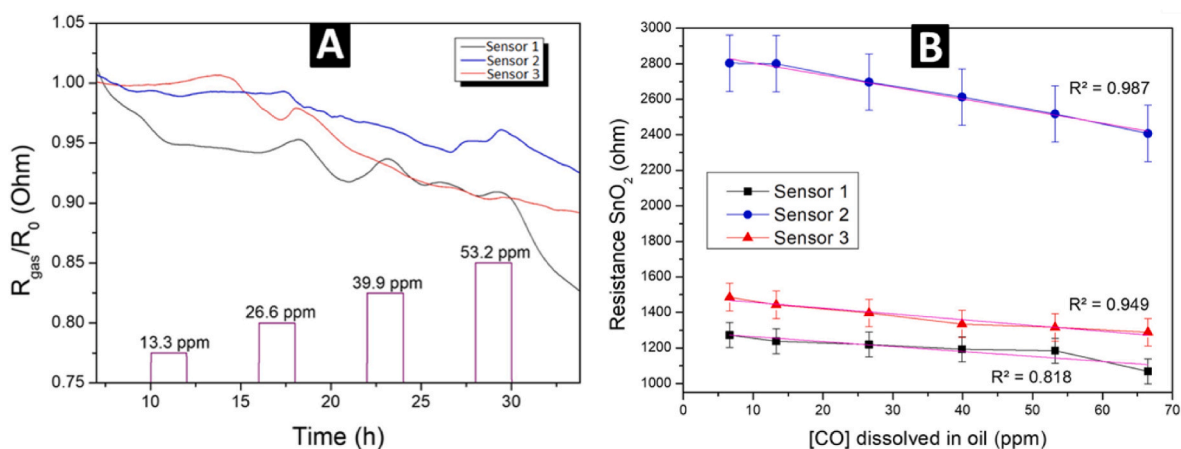 A
Sensor 1
Sensor 2
Sensor 3
1.05
1.00
0.95
0.90
0.85
0.80
0.75
R_gas/R_0 (Ohm)
13.3 ppm
26.6 ppm
39.9 ppm
53.2 ppm
10 15 20 25 30
Time (h)
B
3000
2800
2600
2400
2200
2000
1800
1600
1400
1200
1000
Resistance SnO₂ (ohm)
R² = 0.987
Sensor 1
Sensor 2
Sensor 3
R² = 0.949
R² = 0.818
0 10 20 30 40 50 60 70
[CO] dissolved in oil (ppm)